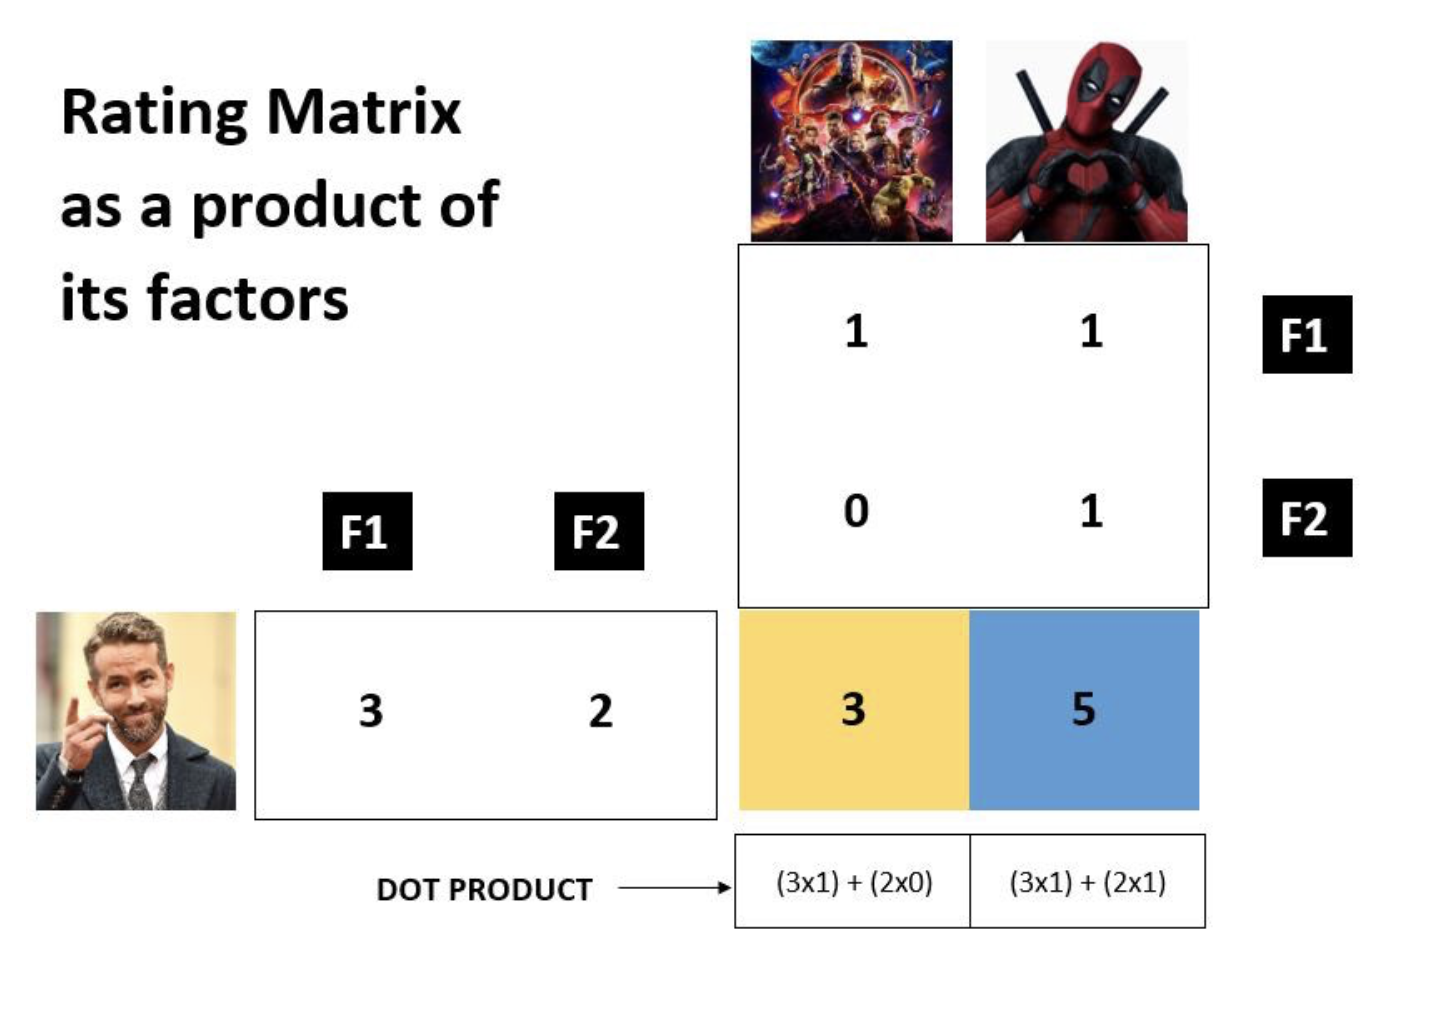 Rating Matrix
as a product of
its factors
1 1 F1
0 1 F2
F1 F2
3 2 3 5
DOT PRODUCT (3x1) + (2x0) (3x1) + (2x1)